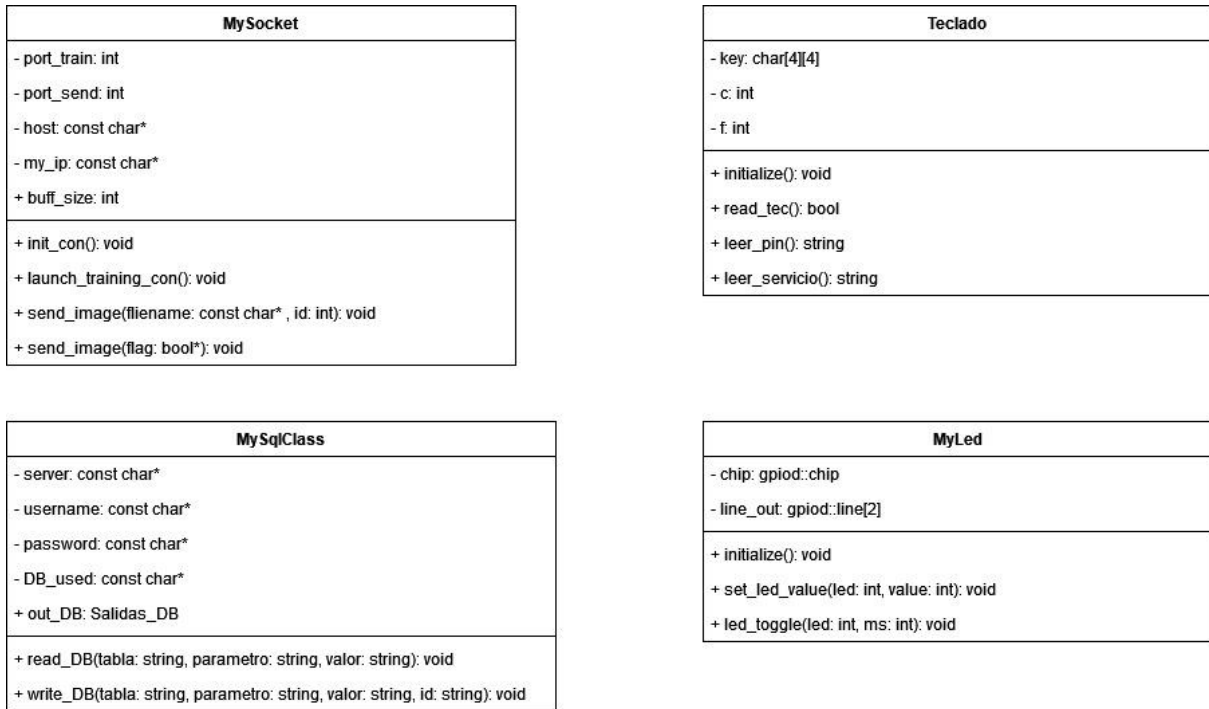 MySocket
- port_train: int
- port_send: int
- host: const char*
- my_ip: const char*
+ buff_size: int
+ init_con(): void
+ launch_training_con(): void
+ send_image(fliename: const char* , id: int): void
+ send_image(flag: bool*): void
Teclado
- key: char[4][4]
- c: int
- f: int
+ initialize(): void
+ read_tec(): bool
+ leer_pin(): string
+ leer_servicio(): string
MySqlClass
- server: const char*
- username: const char*
- password: const char*
- DB_used: const char*
+ out_DB: Salidas_DB
+ read_DB(tabla: string, parametro: string, valor: string): void
+ write_DB(tabla: string, parametro: string, valor: string, id: string): void
MyLed
- chip: gpiod::chip
- line_out: gpiod::line[2]
+ initialize(): void
+ set_led_value(led: int, value: int): void
+ led_toggle(led: int, ms: int): void